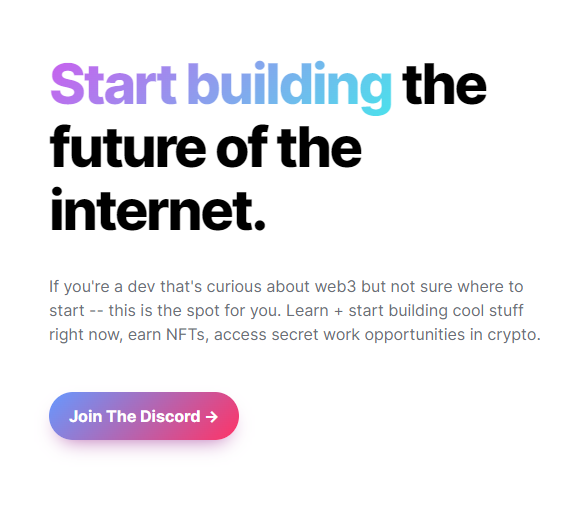 Start building the
future of the
internet.
If you're a dev that's curious about web3 but not sure where to
start -- this is the spot for you. Learn + start building cool stuff
right now, earn NFTs, access secret work opportunities in crypto.
Join The Discord →